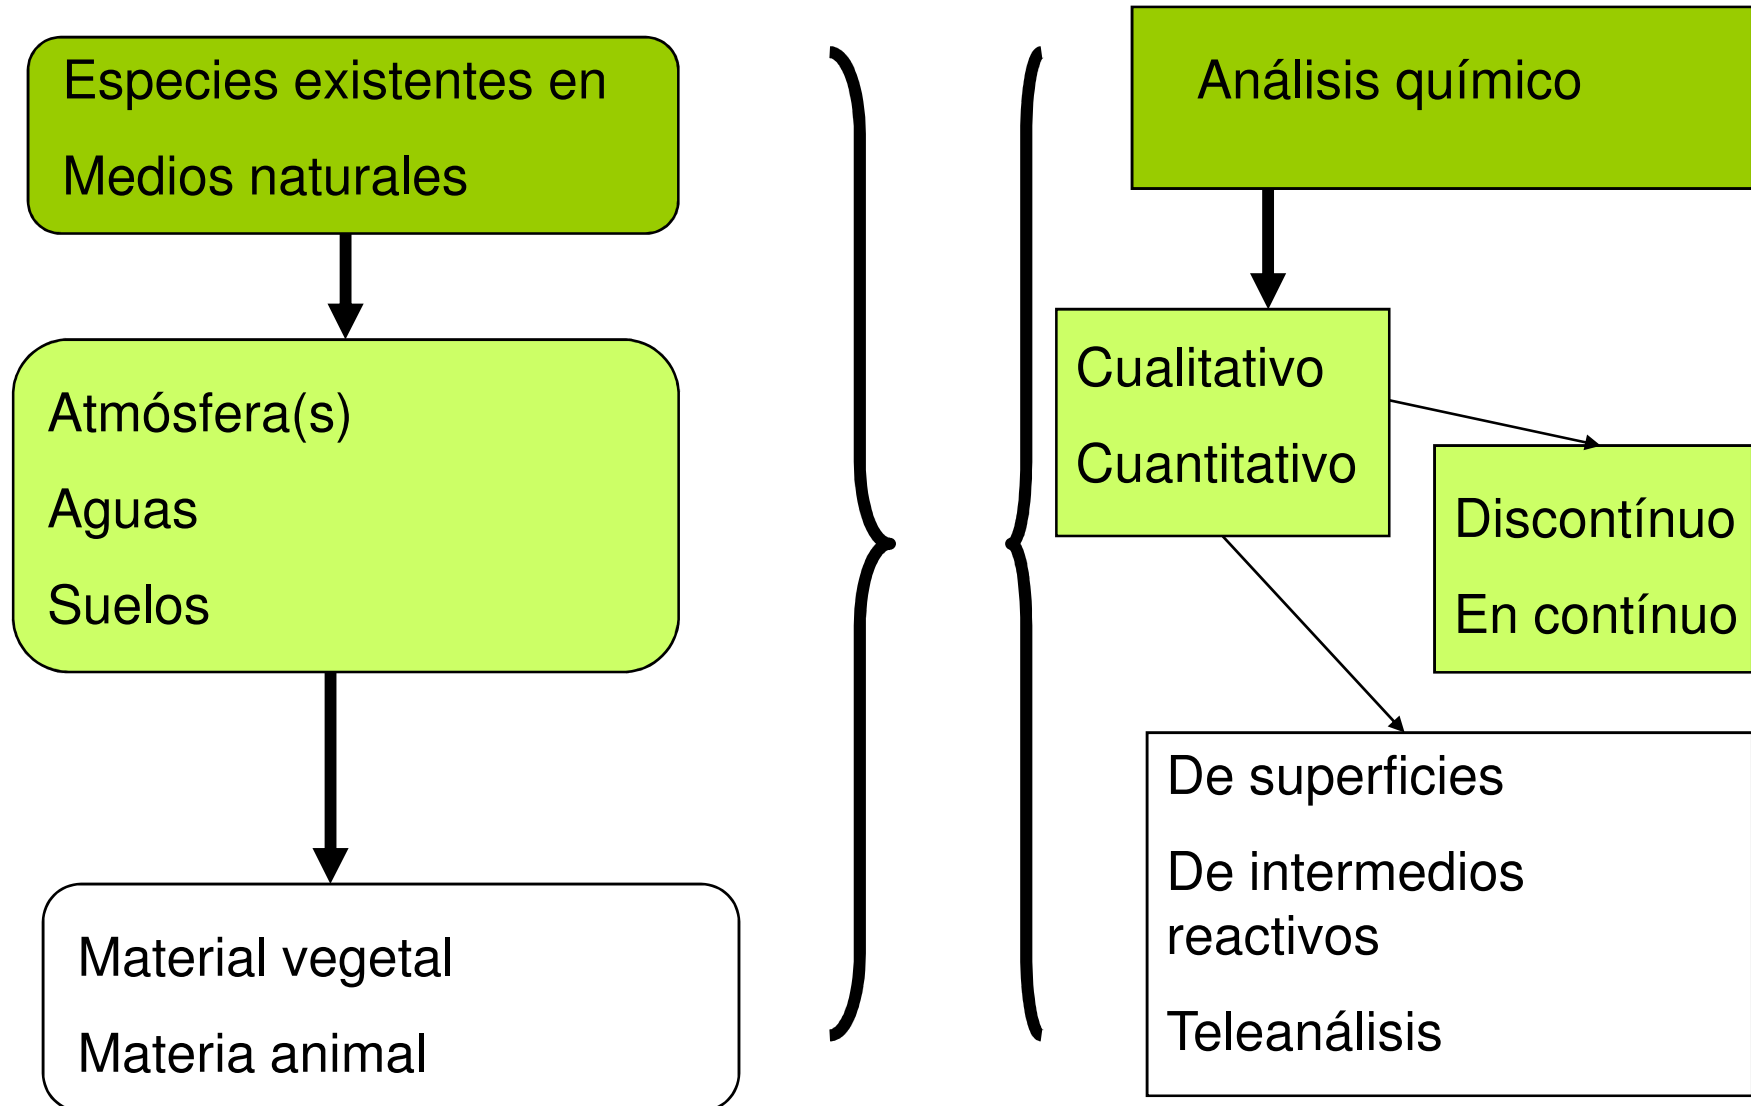 Especies existentes en
Medios naturales
Atmósfera(s)
Aguas
Suelos
Material vegetal
Materia animal
Análisis químico
Cualitativo
Cuantitativo
Discontínuo
En contínuo
De superficies
De intermedios
reactivos
Teleanálisis